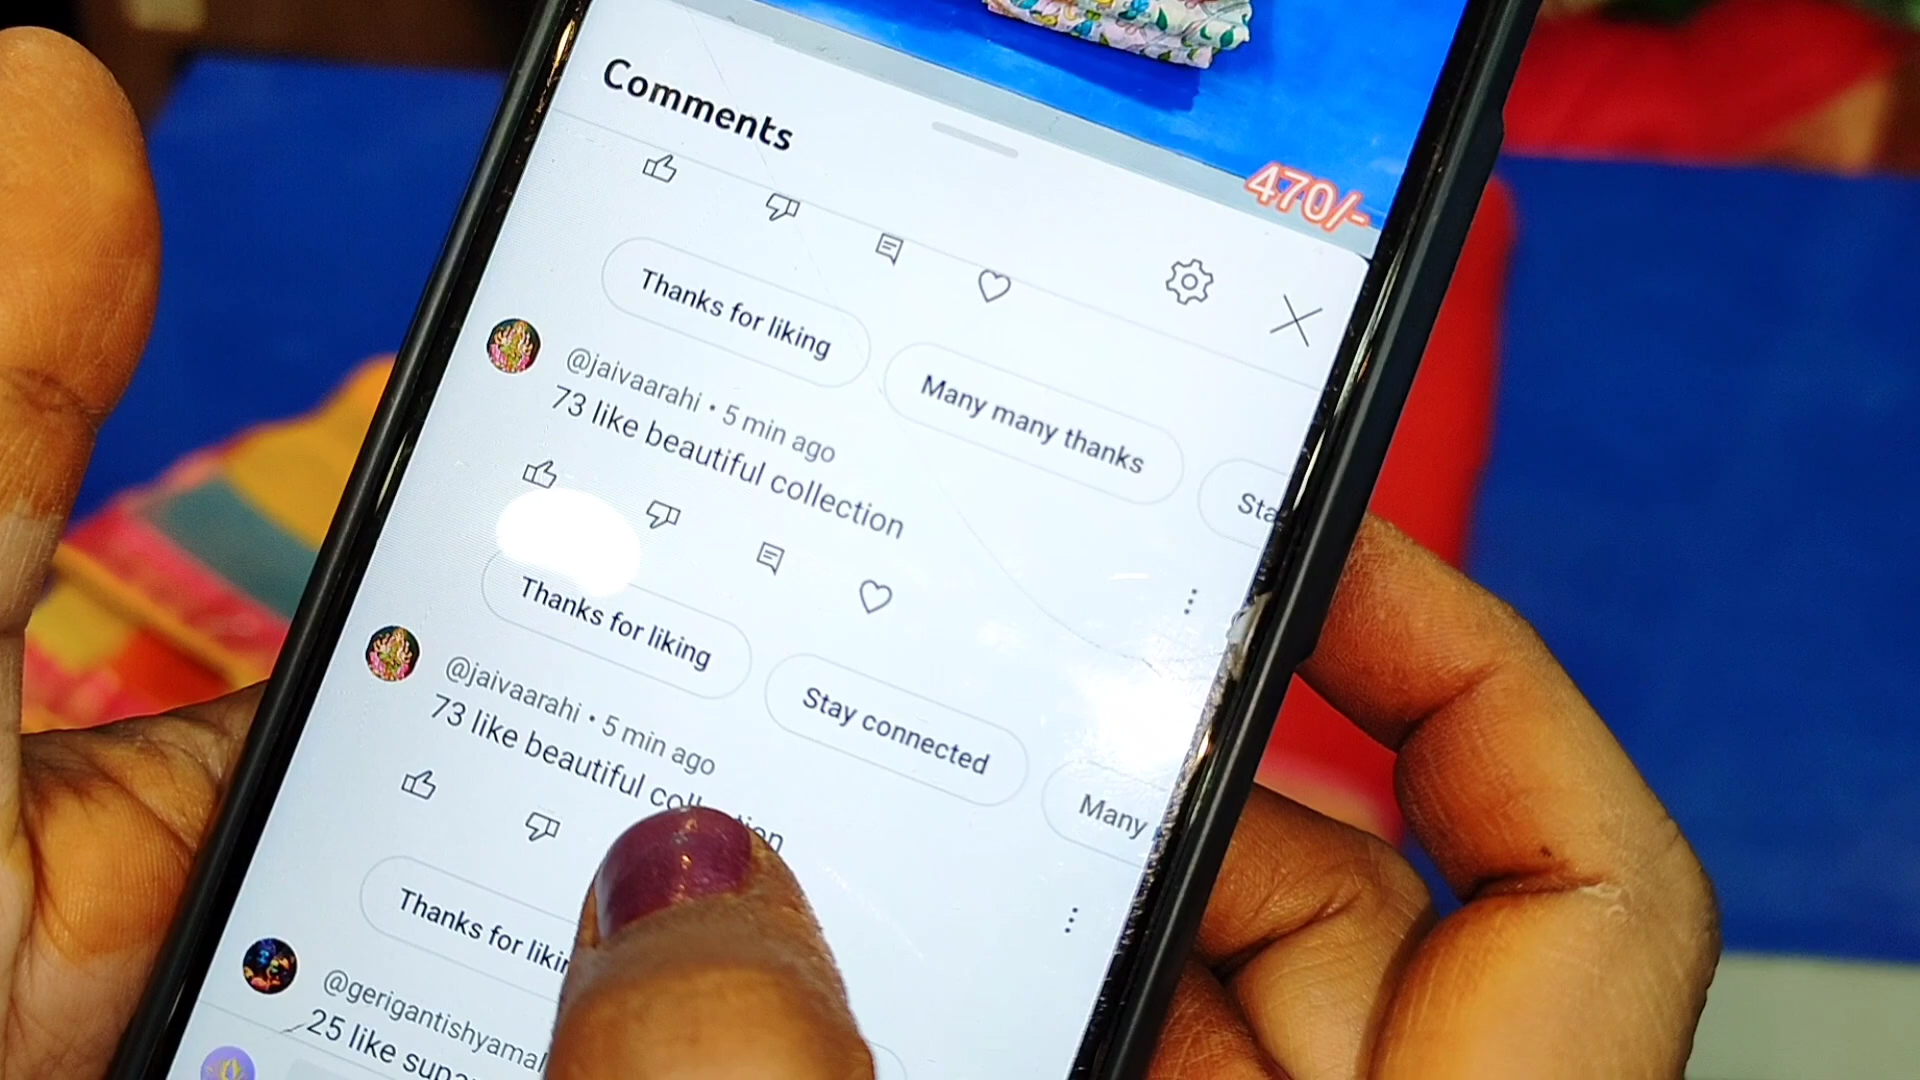 470/-
Comments
Thanks for liking
Many many thanks
@jaivaarahi • 5 min ago
73 like beautiful collection
Thanks for liking
Stay connected
Many
@jaivaarahi • 5 min ago
73 like beautiful
Thanks for
@gerigantishyamal
25 like